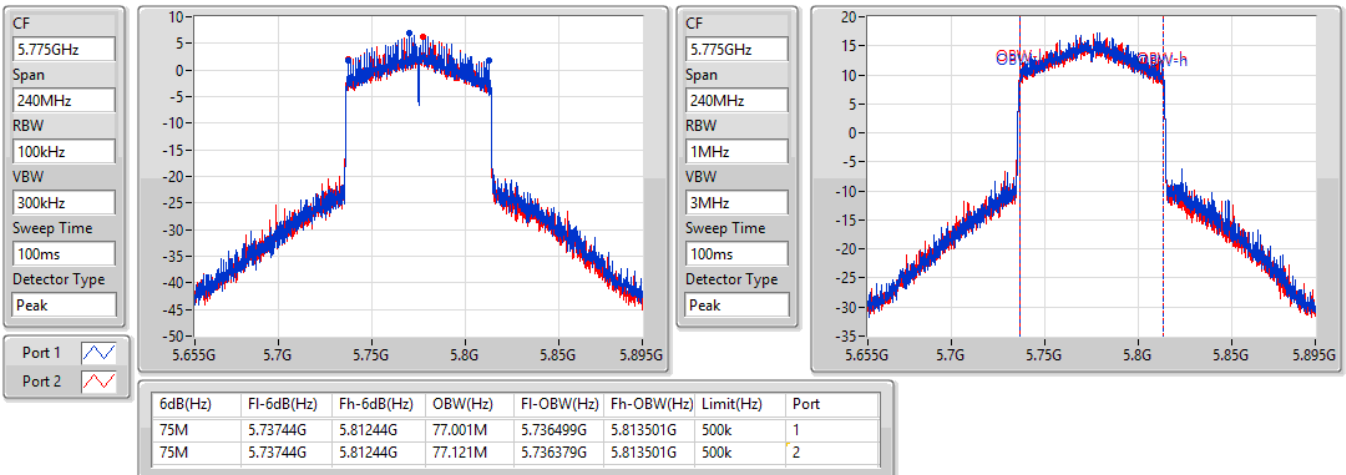 CF
5.775GHz
Span
240MHz
RBW
100kHz
VBW
300kHz
Sweep Time
100ms
Detector Type
Peak
Port 1
Port 2
10
5
0
-5
-10
-15
-20
-25
-30
-35
-40
-45
-50
5.655G 5.7G 5.75G 5.8G 5.85G 5.895G
CF
5.775GHz
Span
240MHz
RBW
1MHz
VBW
3MHz
Sweep Time
100ms
Detector Type
Peak
20
15
10
5
0
-5
-10
-15
-20
-25
-30
-35
OBW-h
5.655G 5.7G 5.75G 5.8G 5.85G 5.895G
6dB(Hz) Fl-6dB(Hz) Fh-6dB(Hz) OBW(Hz) Fl-OBW(Hz) Fh-OBW(Hz) Limit(Hz) Port
75M 5.73744G 5.81244G 77.001M 5.736499G 5.813501G 500k 1
75M 5.73744G 5.81244G 77.121M 5.736379G 5.813501G 500k 2